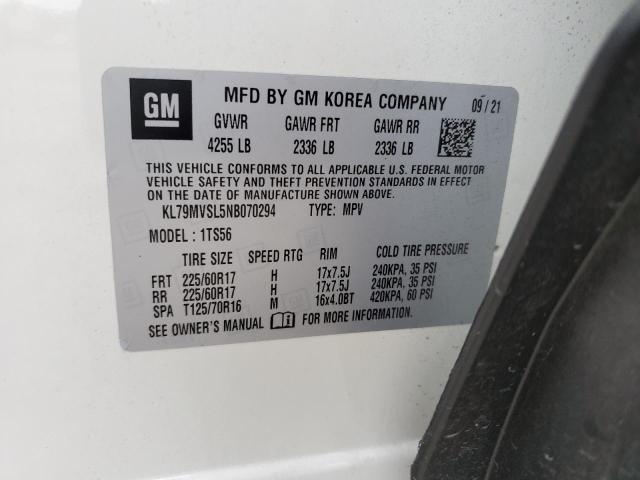 GM
MFD BY GM KOREA COMPANY 09/21
GVWR GAWR FRT GAWR RR
4255 LB 2336 LB 2336 LB
THIS VEHICLE CONFORMS TO ALL APPLICABLE U.S. FEDERAL MOTOR
VEHICLE SAFETY AND THEFT PREVENTION STANDARDS IN EFFECT
ON THE DATE OF MANUFACTURE SHOWN ABOVE.
KL79MVSL5NB070294 TYPE: MPV
MODEL: 1TS56
TIRE SIZE SPEED RTG RIM COLD TIRE PRESSURE
FRT 225/60R17 H 17x7.5J 240KPA, 35 PSI
RR 225/60R17 H 17x7.5J 240KPA, 35 PSI
SPA T125/70R16 M 16x4.0BT 420KPA, 60 PSI
SEE OWNER'S MANUAL FOR MORE INFORMATION.